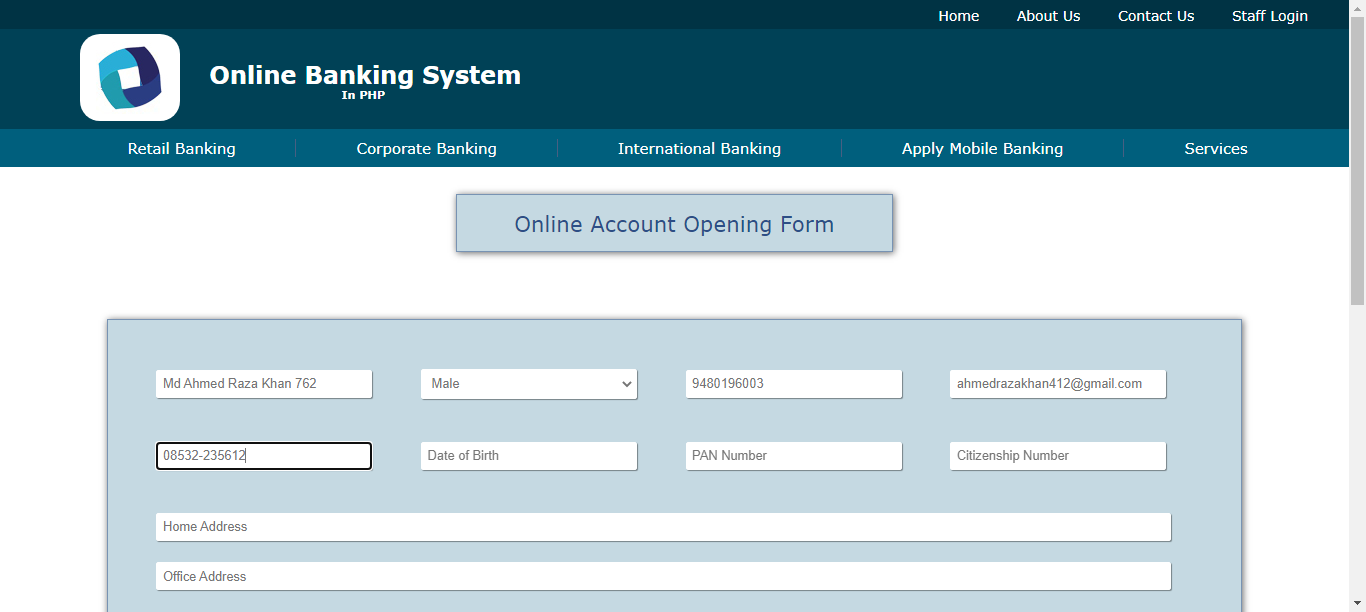 Home About Us Contact Us Staff Login
Online Banking System
In PHP
Retail Banking Corporate Banking International Banking Apply Mobile Banking Services
Online Account Opening Form
Md Ahmed Raza Khan 762 Male 9480196003 ahmedrazakhan412@gmail.com
08532-235612 Date of Birth PAN Number Citizenship Number
Home Address
Office Address